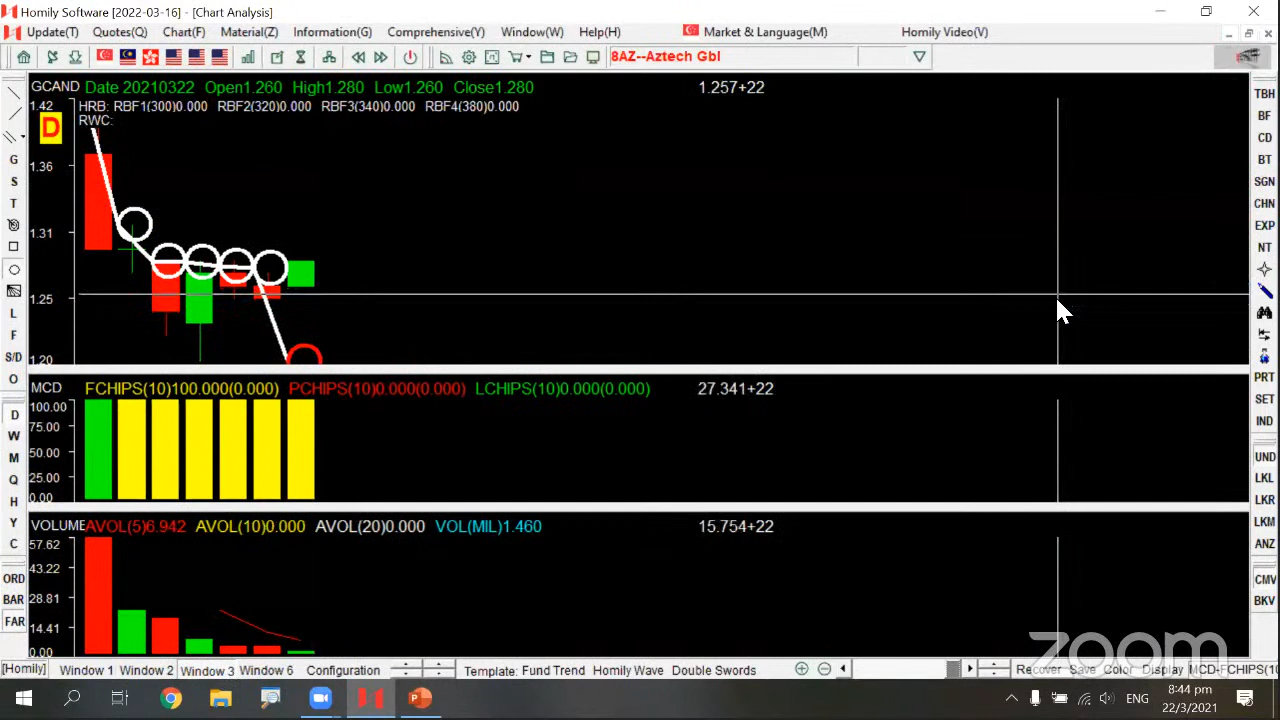 Homily Software [2022-03-16] - [Chart Analysis]
Update(T) Quotes(Q) Chart(F) Material(Z) Information(G) Comprehensive(Y) Window(W) Help(H) Market & Language(M) Homily Video(V)
8AZ--Aztech Gbl
GCAND Date 20210322 Open1.260 High1.280 Low1.260 Close1.280 1.257+22
1.42 HRB: RBF1(300)0.000 RBF2(320)0.000 RBF3(340)0.000 RBF4(380)0.000
RWC:
D
1.36
1.31
1.25
1.20
MCD FCHIPS(10)100.000(0.000) PCHIPS(10)0.000(0.000) LCHIPS(10)0.000(0.000) 27.341+22
100.00
75.00
50.00
25.00
0.00
VOLUME AVOL(5)6.942 AVOL(10)0.000 AVOL(20)0.000 VOL(MIL)1.460 15.754+22
57.62
43.22
28.81
14.41
0.00
G
S
T
L
F
S/D
O
D
W
M
Q
H
Y
C
ORD
BAR
FAR
TBH
BF
CD
BT
SGN
CHN
EXP
NT
PRT
SET
IND
UND
LKL
LKR
LKM
ANZ
CMV
BKV
zoom
[Homily] Window 1 Window 2 Window 3 Window 6 Configuration Template: Fund Trend Homily Wave Double Swords Recover Save Color Display MCD-FCHIPS(10
ENG 8:44 pm
22/3/2021